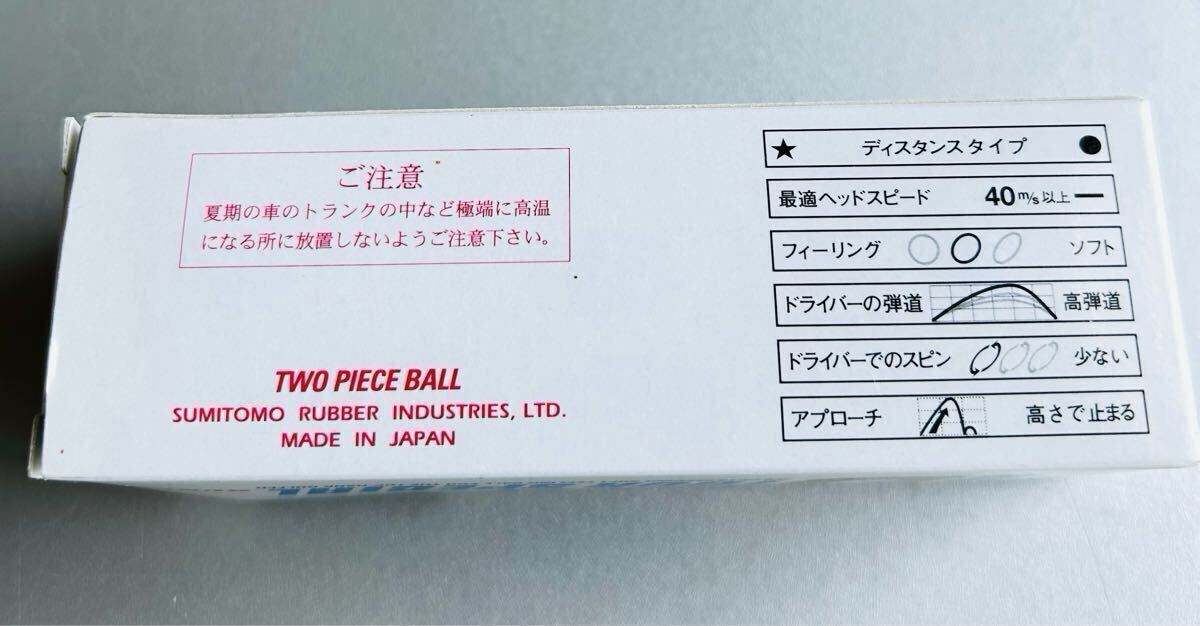 ご注意
夏期の車のトランクの中など極端に高温
になる所に放置しないようご注意下さい。
TWO PIECE BALL
SUMITOMO RUBBER INDUSTRIES, LTD.
MADE IN JAPAN
★ ディスタンスタイプ ●
最適ヘッドスピード 40m/s以上
フィーリング ソフト
ドライバーの弾道 高弾道
ドライバーでのスピン 少ない
アプローチ 高さで止まる